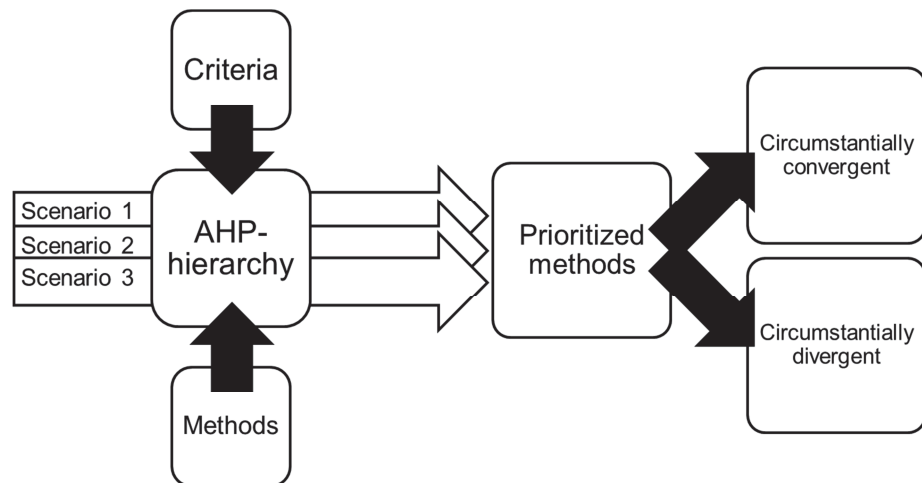 Criteria
Scenario 1
Scenario 2
Scenario 3
AHP-
hierarchy
Methods
Prioritized
methods
Circumstantially
convergent
Circumstantially
divergent